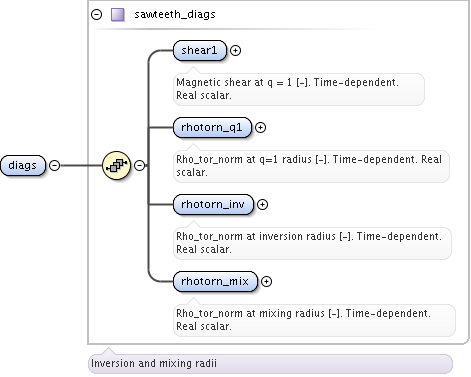 sawteeth_diags
shear1
Magnetic shear at q = 1 [-]. Time-dependent.
Real scalar.
rhotorn_q1
diags
Rho_tor_norm at q=1 radius [-]. Time-dependent. Real
scalar.
rhotorn_inv
Rho_tor_norm at inversion radius [-]. Time-dependent.
Real scalar.
rhotorn_mix
Rho_tor_norm at mixing radius [-]. Time-dependent.
Real scalar.
Inversion and mixing radii